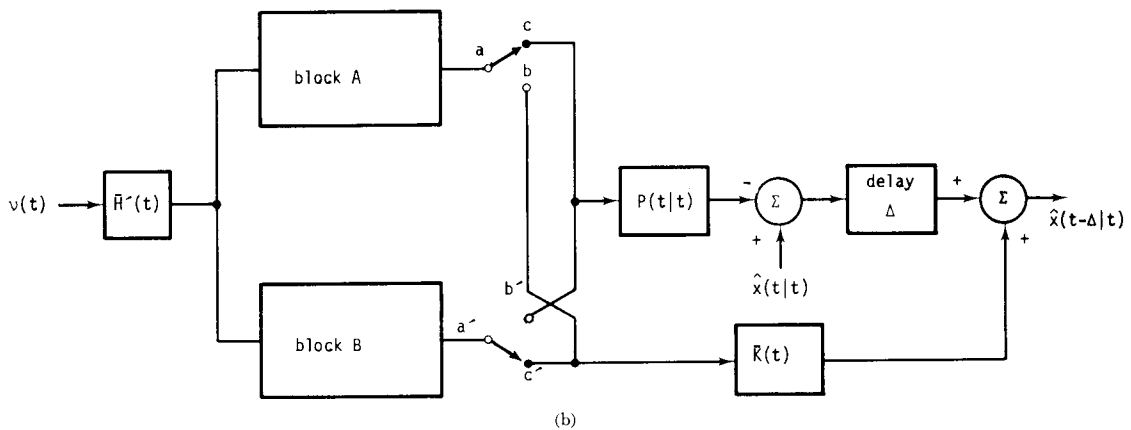 block A
a
c
b
ν(t)
H̄´(t)
P(t|t)
-
Σ
+
x̂(t|t)
delay
Δ
+
Σ
+
x̂(t-Δ|t)
b´
a´
c´
block B
R̄(t)
(b)